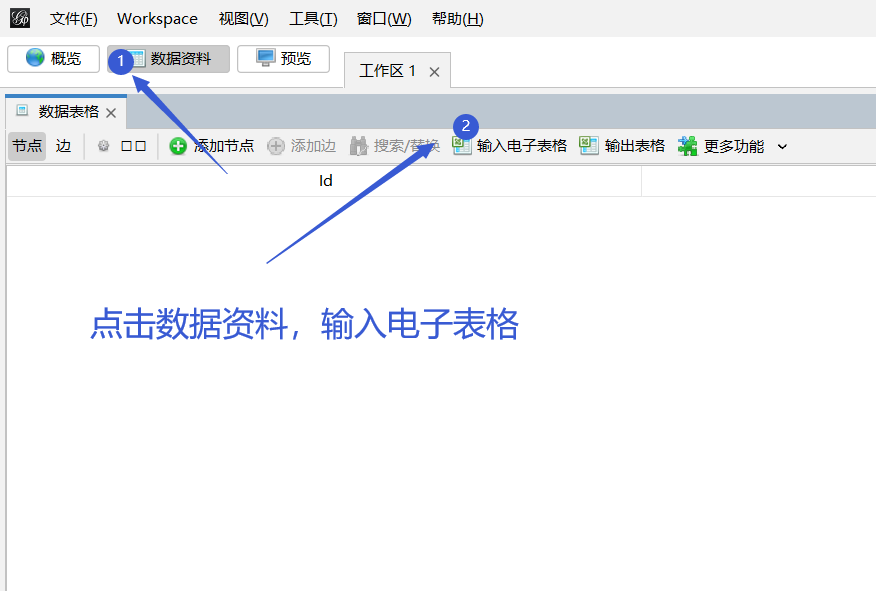 文件(F) Workspace 视图(V) 工具(T) 窗口(W) 帮助(H)
概览 1 数据资料 预览 工作区 1
数据表格
2
节点 边 □□ 添加节点 添加边 搜索/替换 输入电子表格 输出表格 更多功能
Id
点击数据资料，输入电子表格